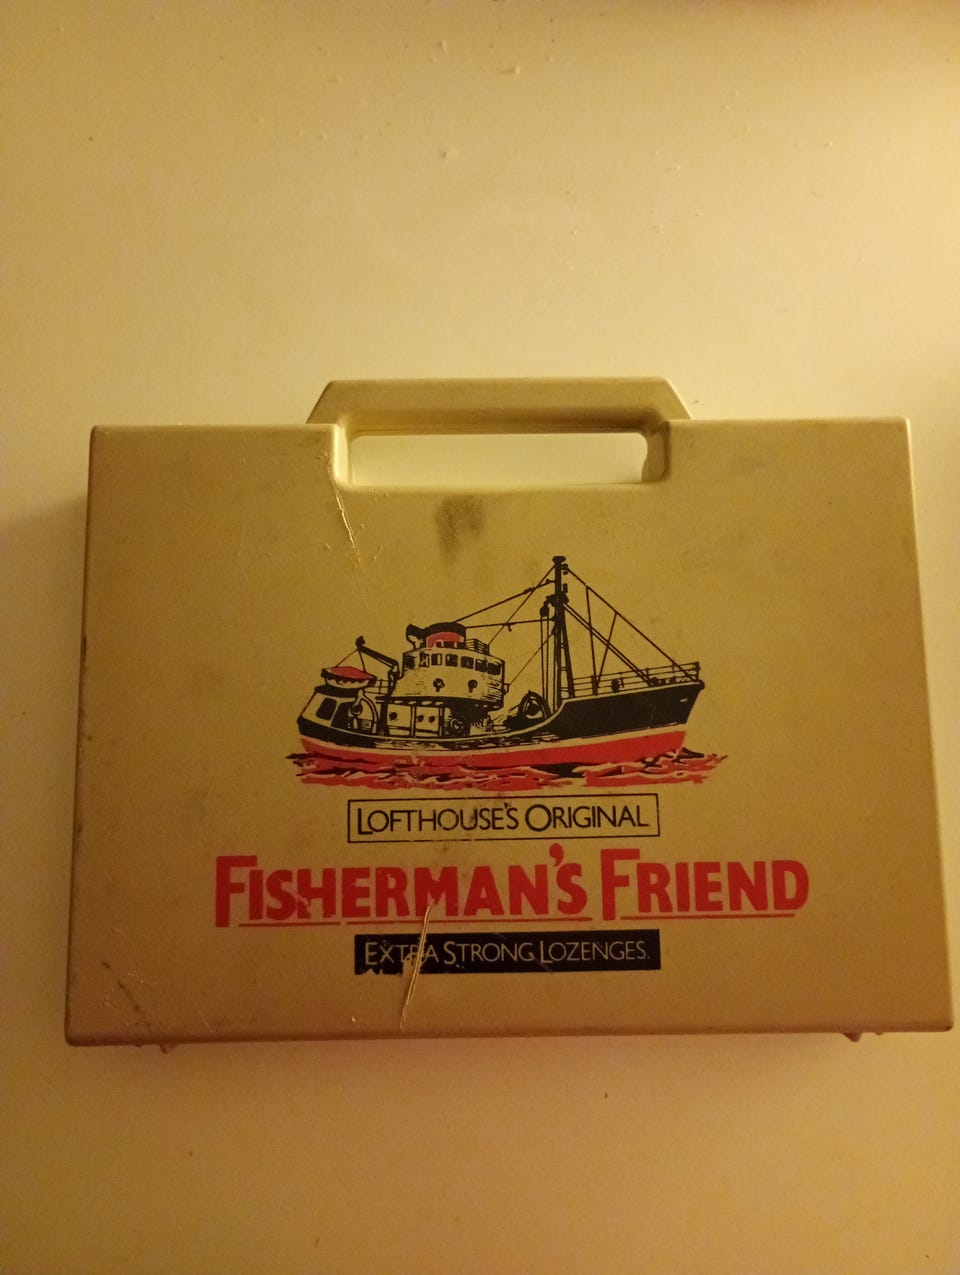 LOFTHOUSE'S ORIGINAL
FISHERMAN'S FRIEND
EXTRA STRONG LOZENGES.